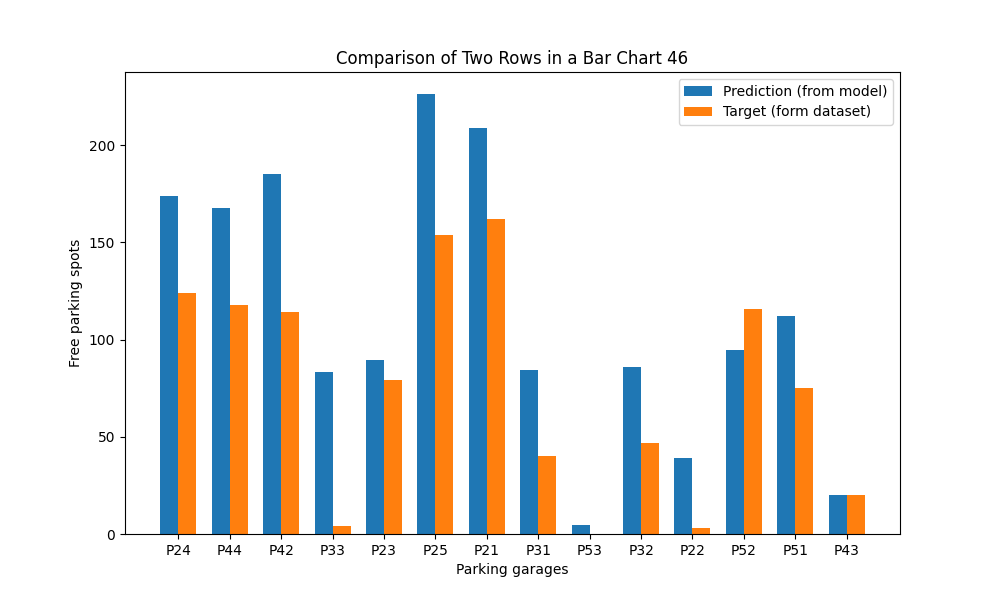 Comparison of Two Rows in a Bar Chart 46
Prediction (from model)
Target (form dataset)
Free parking spots
200
150
100
50
0
P24 P44 P42 P33 P23 P25 P21 P31 P53 P32 P22 P52 P51 P43
Parking garages